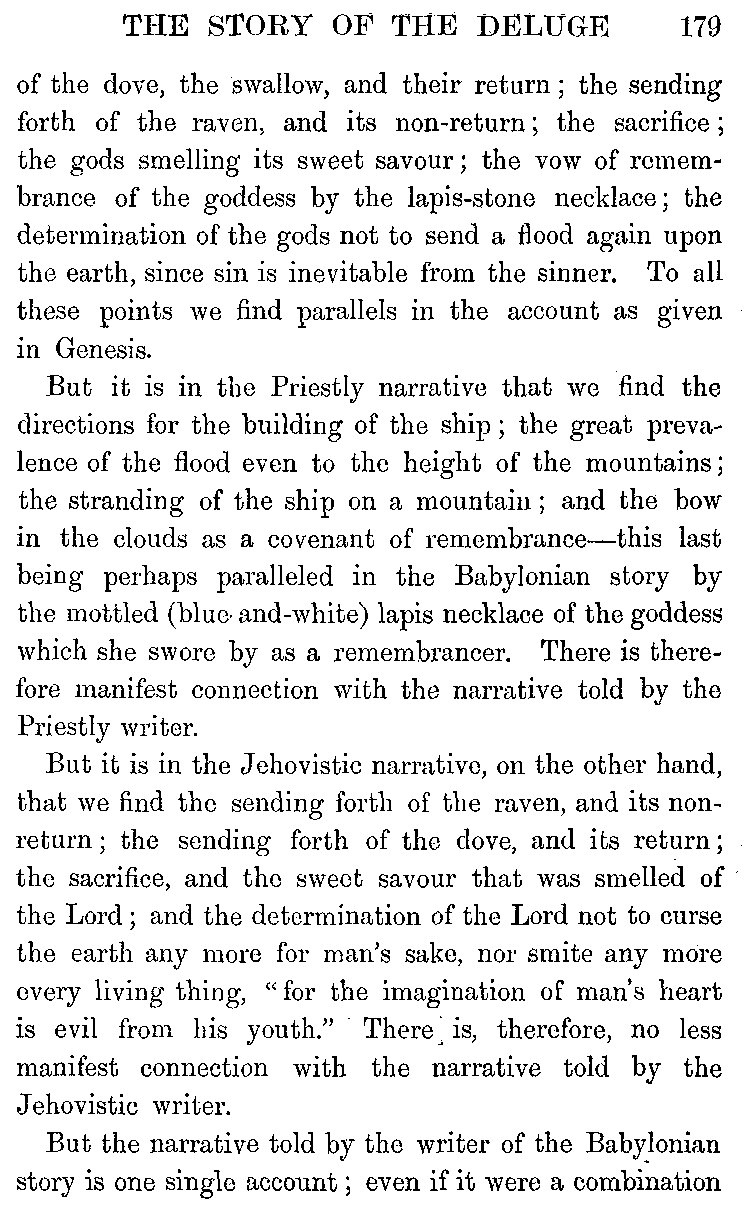 THE STORY OF THE DELUGE 179
of the dove, the swallow, and their return ; the sending
forth of the raven, and its non-return ; the sacrifice ;
the gods smelling its sweet savour ; the vow of remem-
brance of the goddess by the lapis-stone necklace ; the
determination of the gods not to send a flood again upon
the earth, since sin is inevitable from the sinner. To all
these points we find parallels in the account as given
in Genesis.
But it is in the Priestly narrative that we find the
directions for the building of the ship ; the great preva-
lence of the flood even to the height of the mountains ;
the stranding of the ship on a mountain ; and the bow
in the clouds as a covenant of remembrance—this last
being perhaps paralleled in the Babylonian story by
the mottled (blue-and-white) lapis necklace of the goddess
which she swore by as a remembrancer. There is there-
fore manifest connection with the narrative told by the
Priestly writer.
But it is in the Jehovistic narrative, on the other hand,
that we find the sending forth of the raven, and its non-
return ; the sending forth of the dove, and its return ;
the sacrifice, and the sweet savour that was smelled of
the Lord ; and the determination of the Lord not to curse
the earth any more for man's sake, nor smite any more
every living thing, “for the imagination of man's heart
is evil from his youth.” There is, therefore, no less
manifest connection with the narrative told by the
Jehovistic writer.
But the narrative told by the writer of the Babylonian
story is one single account ; even if it were a combination